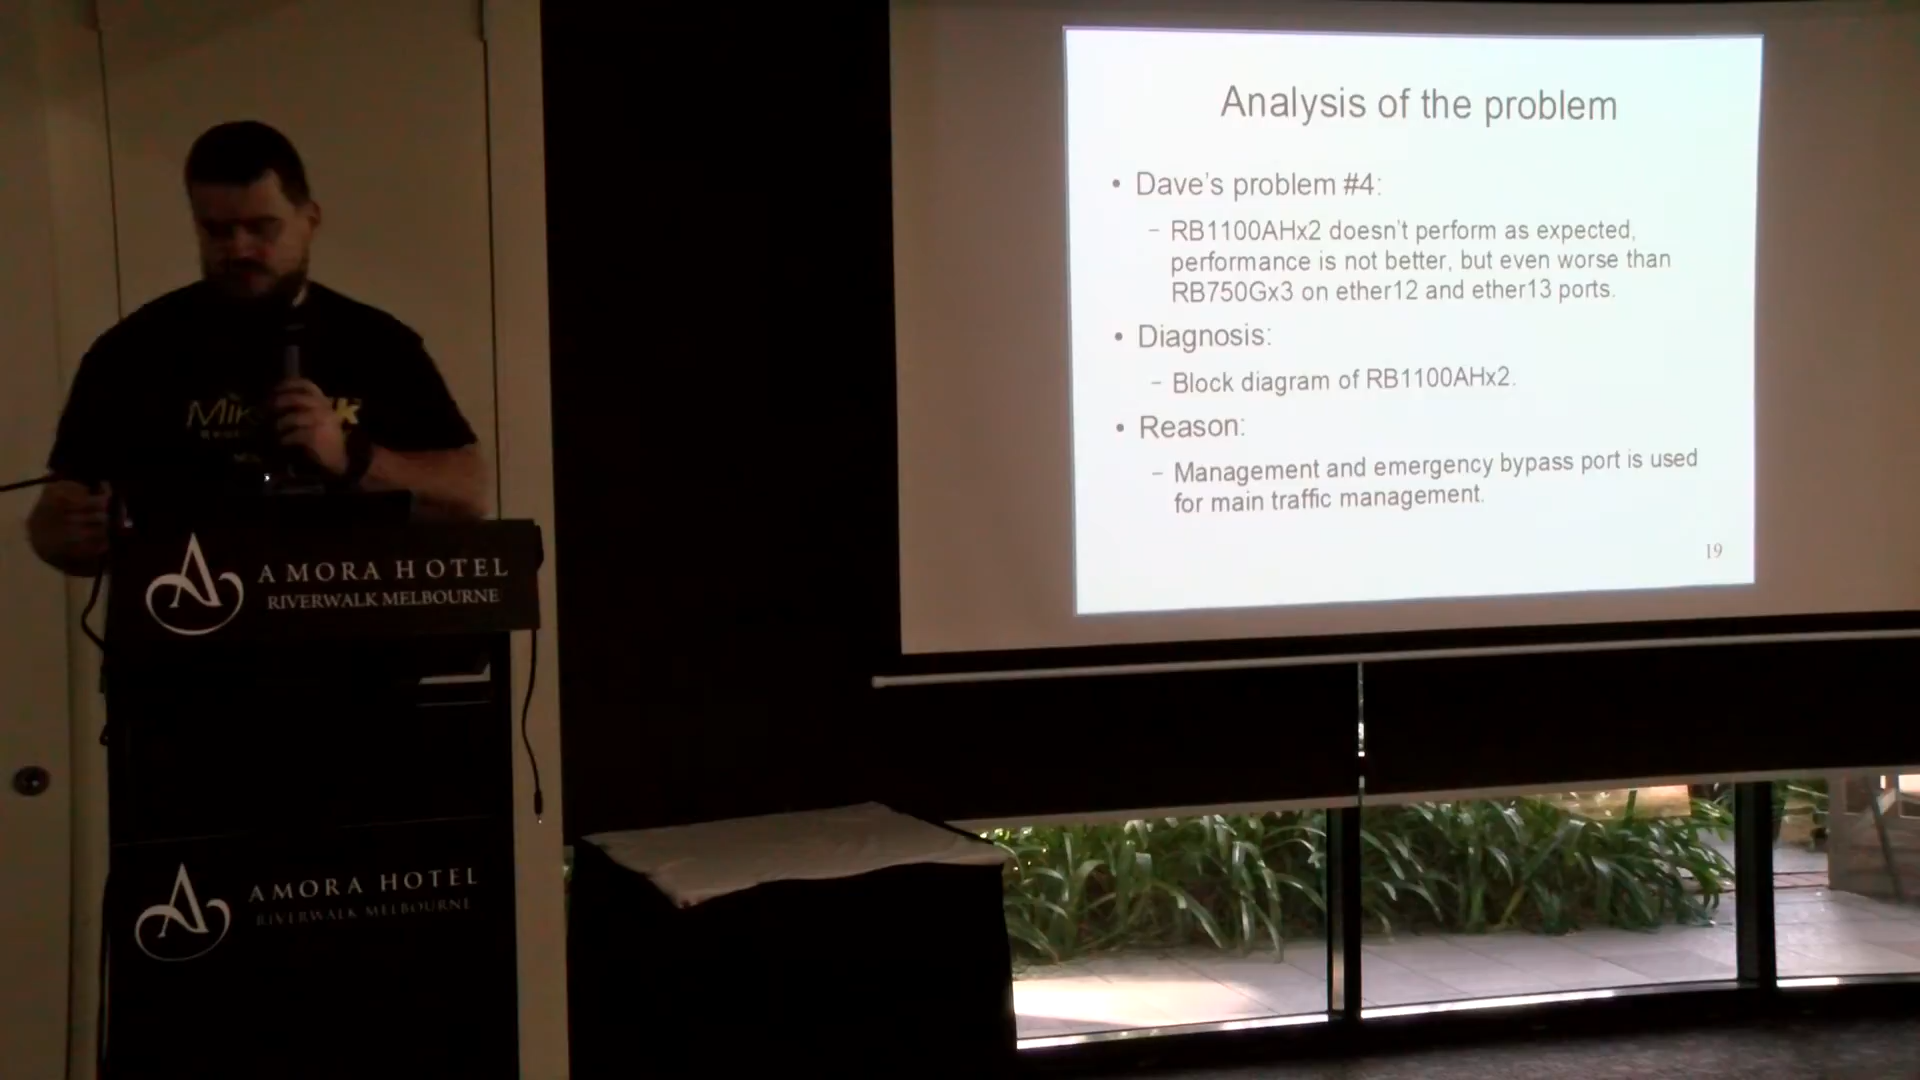 Analysis of the problem
• Dave's problem #4:
– RB1100AHx2 doesn't perform as expected,
performance is not better, but even worse than
RB750Gx3 on ether12 and ether13 ports.
• Diagnosis:
– Block diagram of RB1100AHx2.
• Reason:
– Management and emergency bypass port is used
for main traffic management.
19
AMORA HOTEL
RIVERWALK MELBOURNE
AMORA HOTEL
RIVERWALK MELBOURNE